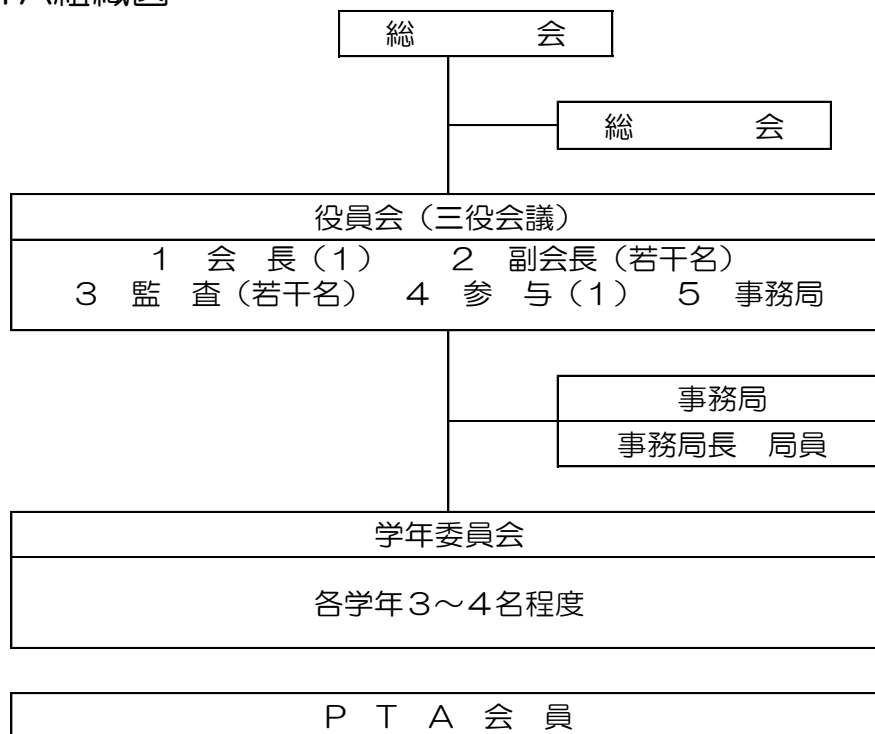 総　　　会
総　　　会
役員会（三役会議）
１　会　長（１）　　２　副会長（若干名）
３　監　査（若干名）　４　参　与（１）　５　事務局
事務局
事務局長　局員
学年委員会
各学年３～４名程度
Ｐ　Ｔ　Ａ　会　員